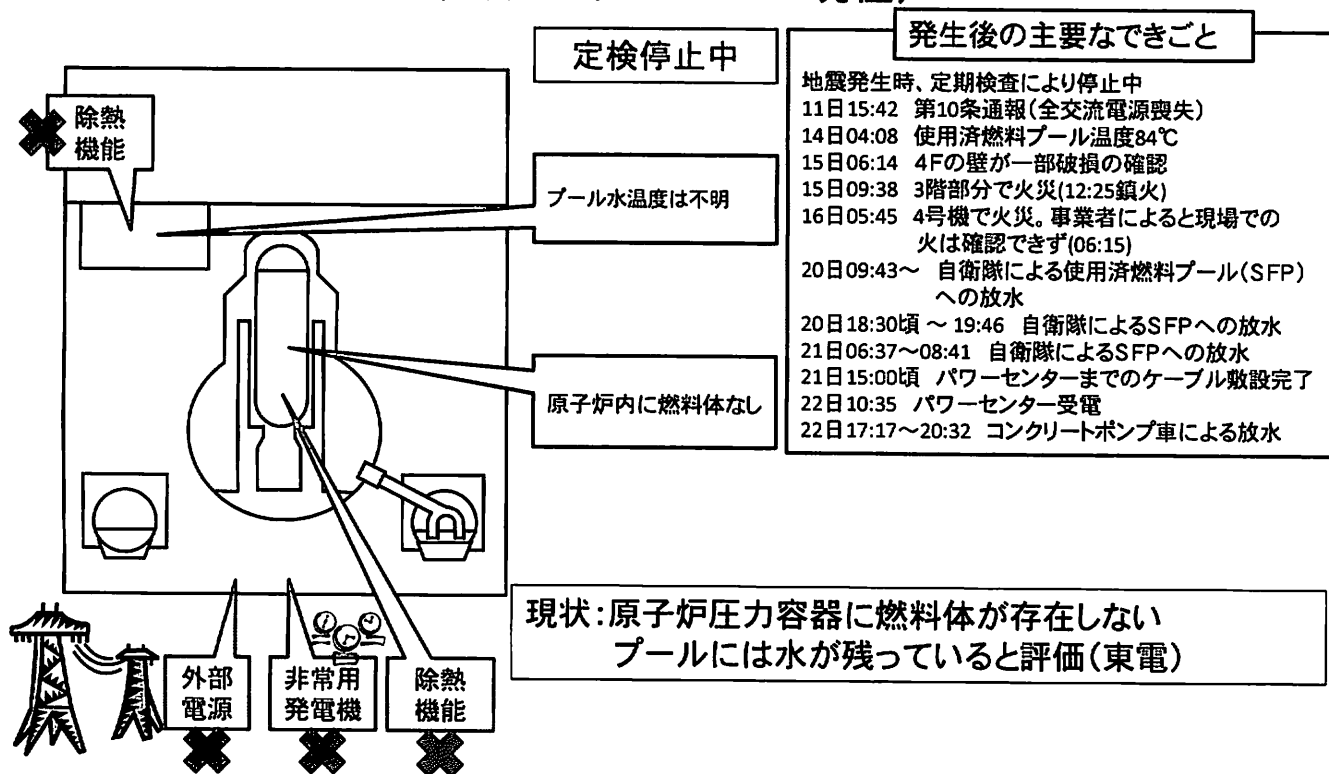 定検停止中
発生後の主要なできごと
地震発生時、定期検査により停止中
11日15:42 第10条通報(全交流電源喪失)
14日04:08 使用済燃料プール温度84℃
15日06:14 4Fの壁が一部破損の確認
15日09:38 3階部分で火災(12:25鎮火)
16日05:45 4号機で火災。事業者によると現場での
火は確認できず(06:15)
20日09:43～ 自衛隊による使用済燃料プール(SFP)
への放水
20日18:30頃 ～ 19:46 自衛隊によるSFPへの放水
21日06:37～08:41 自衛隊によるSFPへの放水
21日15:00頃 パワーセンターまでのケーブル敷設完了
22日10:35 パワーセンター受電
22日17:17～20:32 コンクリートポンプ車による放水
除熱
機能
プール水温度は不明
原子炉内に燃料体なし
現状:原子炉圧力容器に燃料体が存在しない
プールには水が残っていると評価(東電)
外部
電源
非常用
発電機
除熱
機能